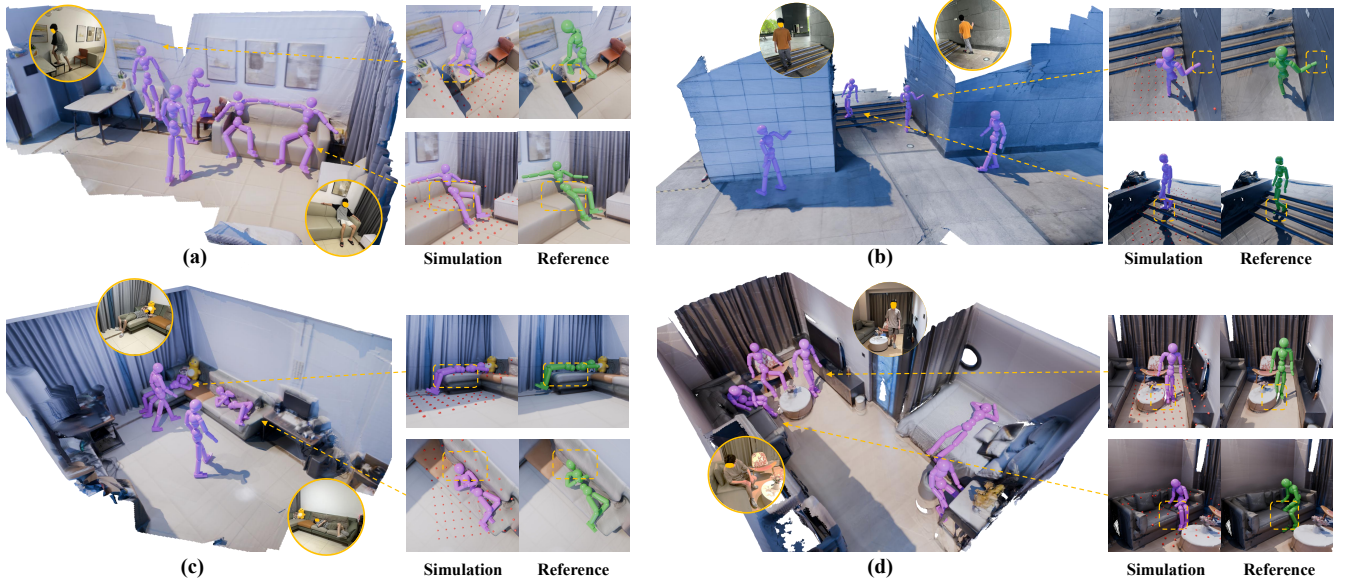 (a)
Simulation Reference
(b)
Simulation Reference
(c)
Simulation Reference
(d)
Simulation Reference